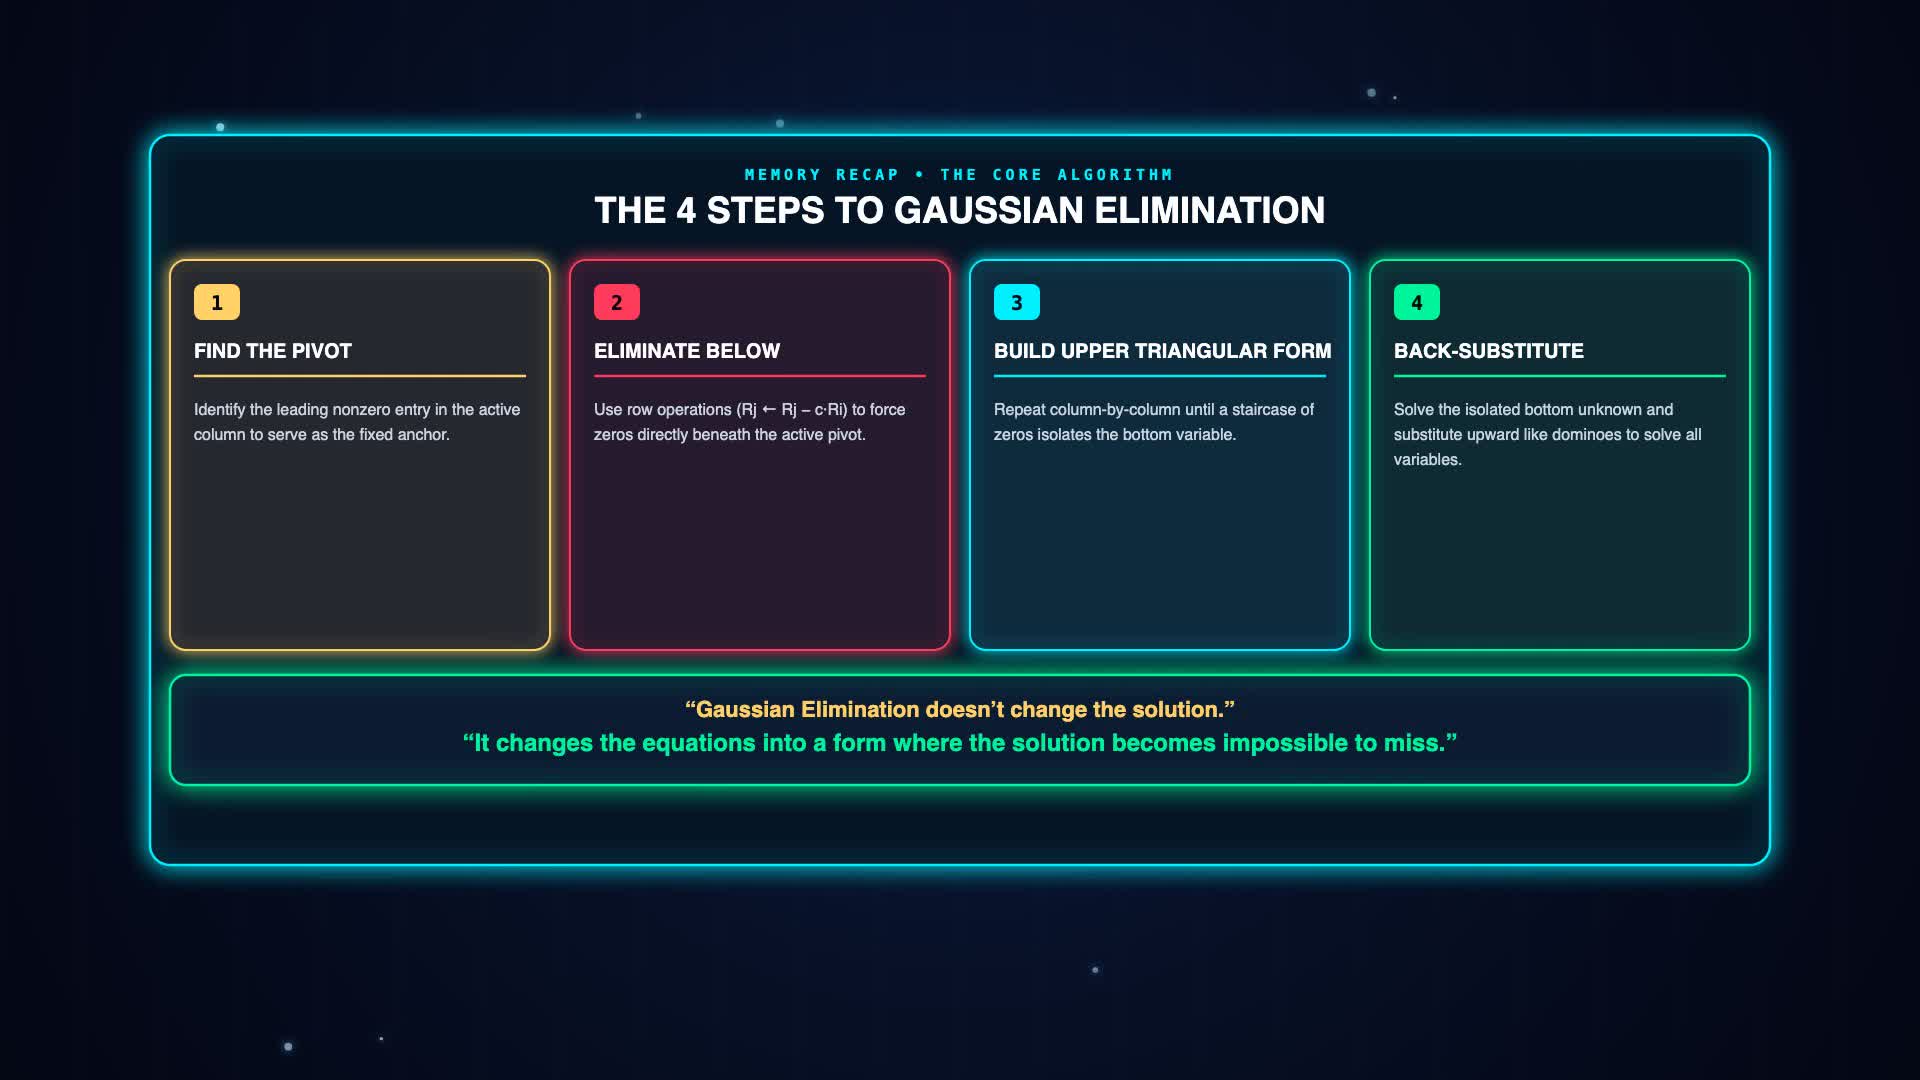 MEMORY RECAP • THE CORE ALGORITHM
THE 4 STEPS TO GAUSSIAN ELIMINATION
1
FIND THE PIVOT
Identify the leading nonzero entry in the active
column to serve as the fixed anchor.
2
ELIMINATE BELOW
Use row operations (Rj ← Rj − c·Ri) to force
zeros directly beneath the active pivot.
3
BUILD UPPER TRIANGULAR FORM
Repeat column-by-column until a staircase of
zeros isolates the bottom variable.
4
BACK-SUBSTITUTE
Solve the isolated bottom unknown and
substitute upward like dominoes to solve all
variables.
“Gaussian Elimination doesn’t change the solution.”
“It changes the equations into a form where the solution becomes impossible to miss.”